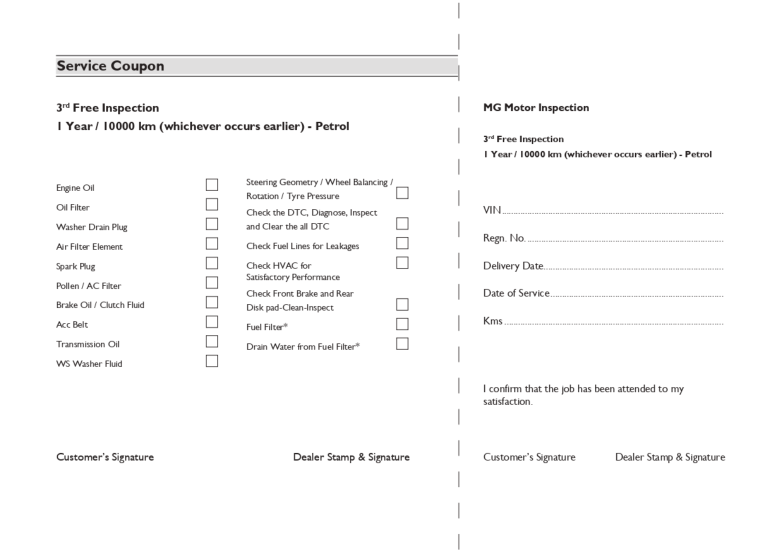 Service Coupon
3rd Free Inspection
1 Year / 10000 km (whichever occurs earlier) - Petrol
Engine Oil
Oil Filter
Washer Drain Plug
Air Filter Element
Spark Plug
Pollen / AC Filter
Brake Oil / Clutch Fluid
Acc Belt
Transmission Oil
WS Washer Fluid
Steering Geometry / Wheel Balancing /
Rotation / Tyre Pressure
Check the DTC, Diagnose, Inspect
and Clear the all DTC
Check Fuel Lines for Leakages
Check HVAC for
Satisfactory Performance
Check Front Brake and Rear
Disk pad-Clean-Inspect
Fuel Filter*
Drain Water from Fuel Filter*
Customer's Signature
Dealer Stamp & Signature
MG Motor Inspection
3rd Free Inspection
1 Year / 10000 km (whichever occurs earlier) - Petrol
VIN
Regn. No.
Delivery Date
Date of Service
Kms
I confirm that the job has been attended to my
satisfaction.
Customer's Signature
Dealer Stamp & Signature